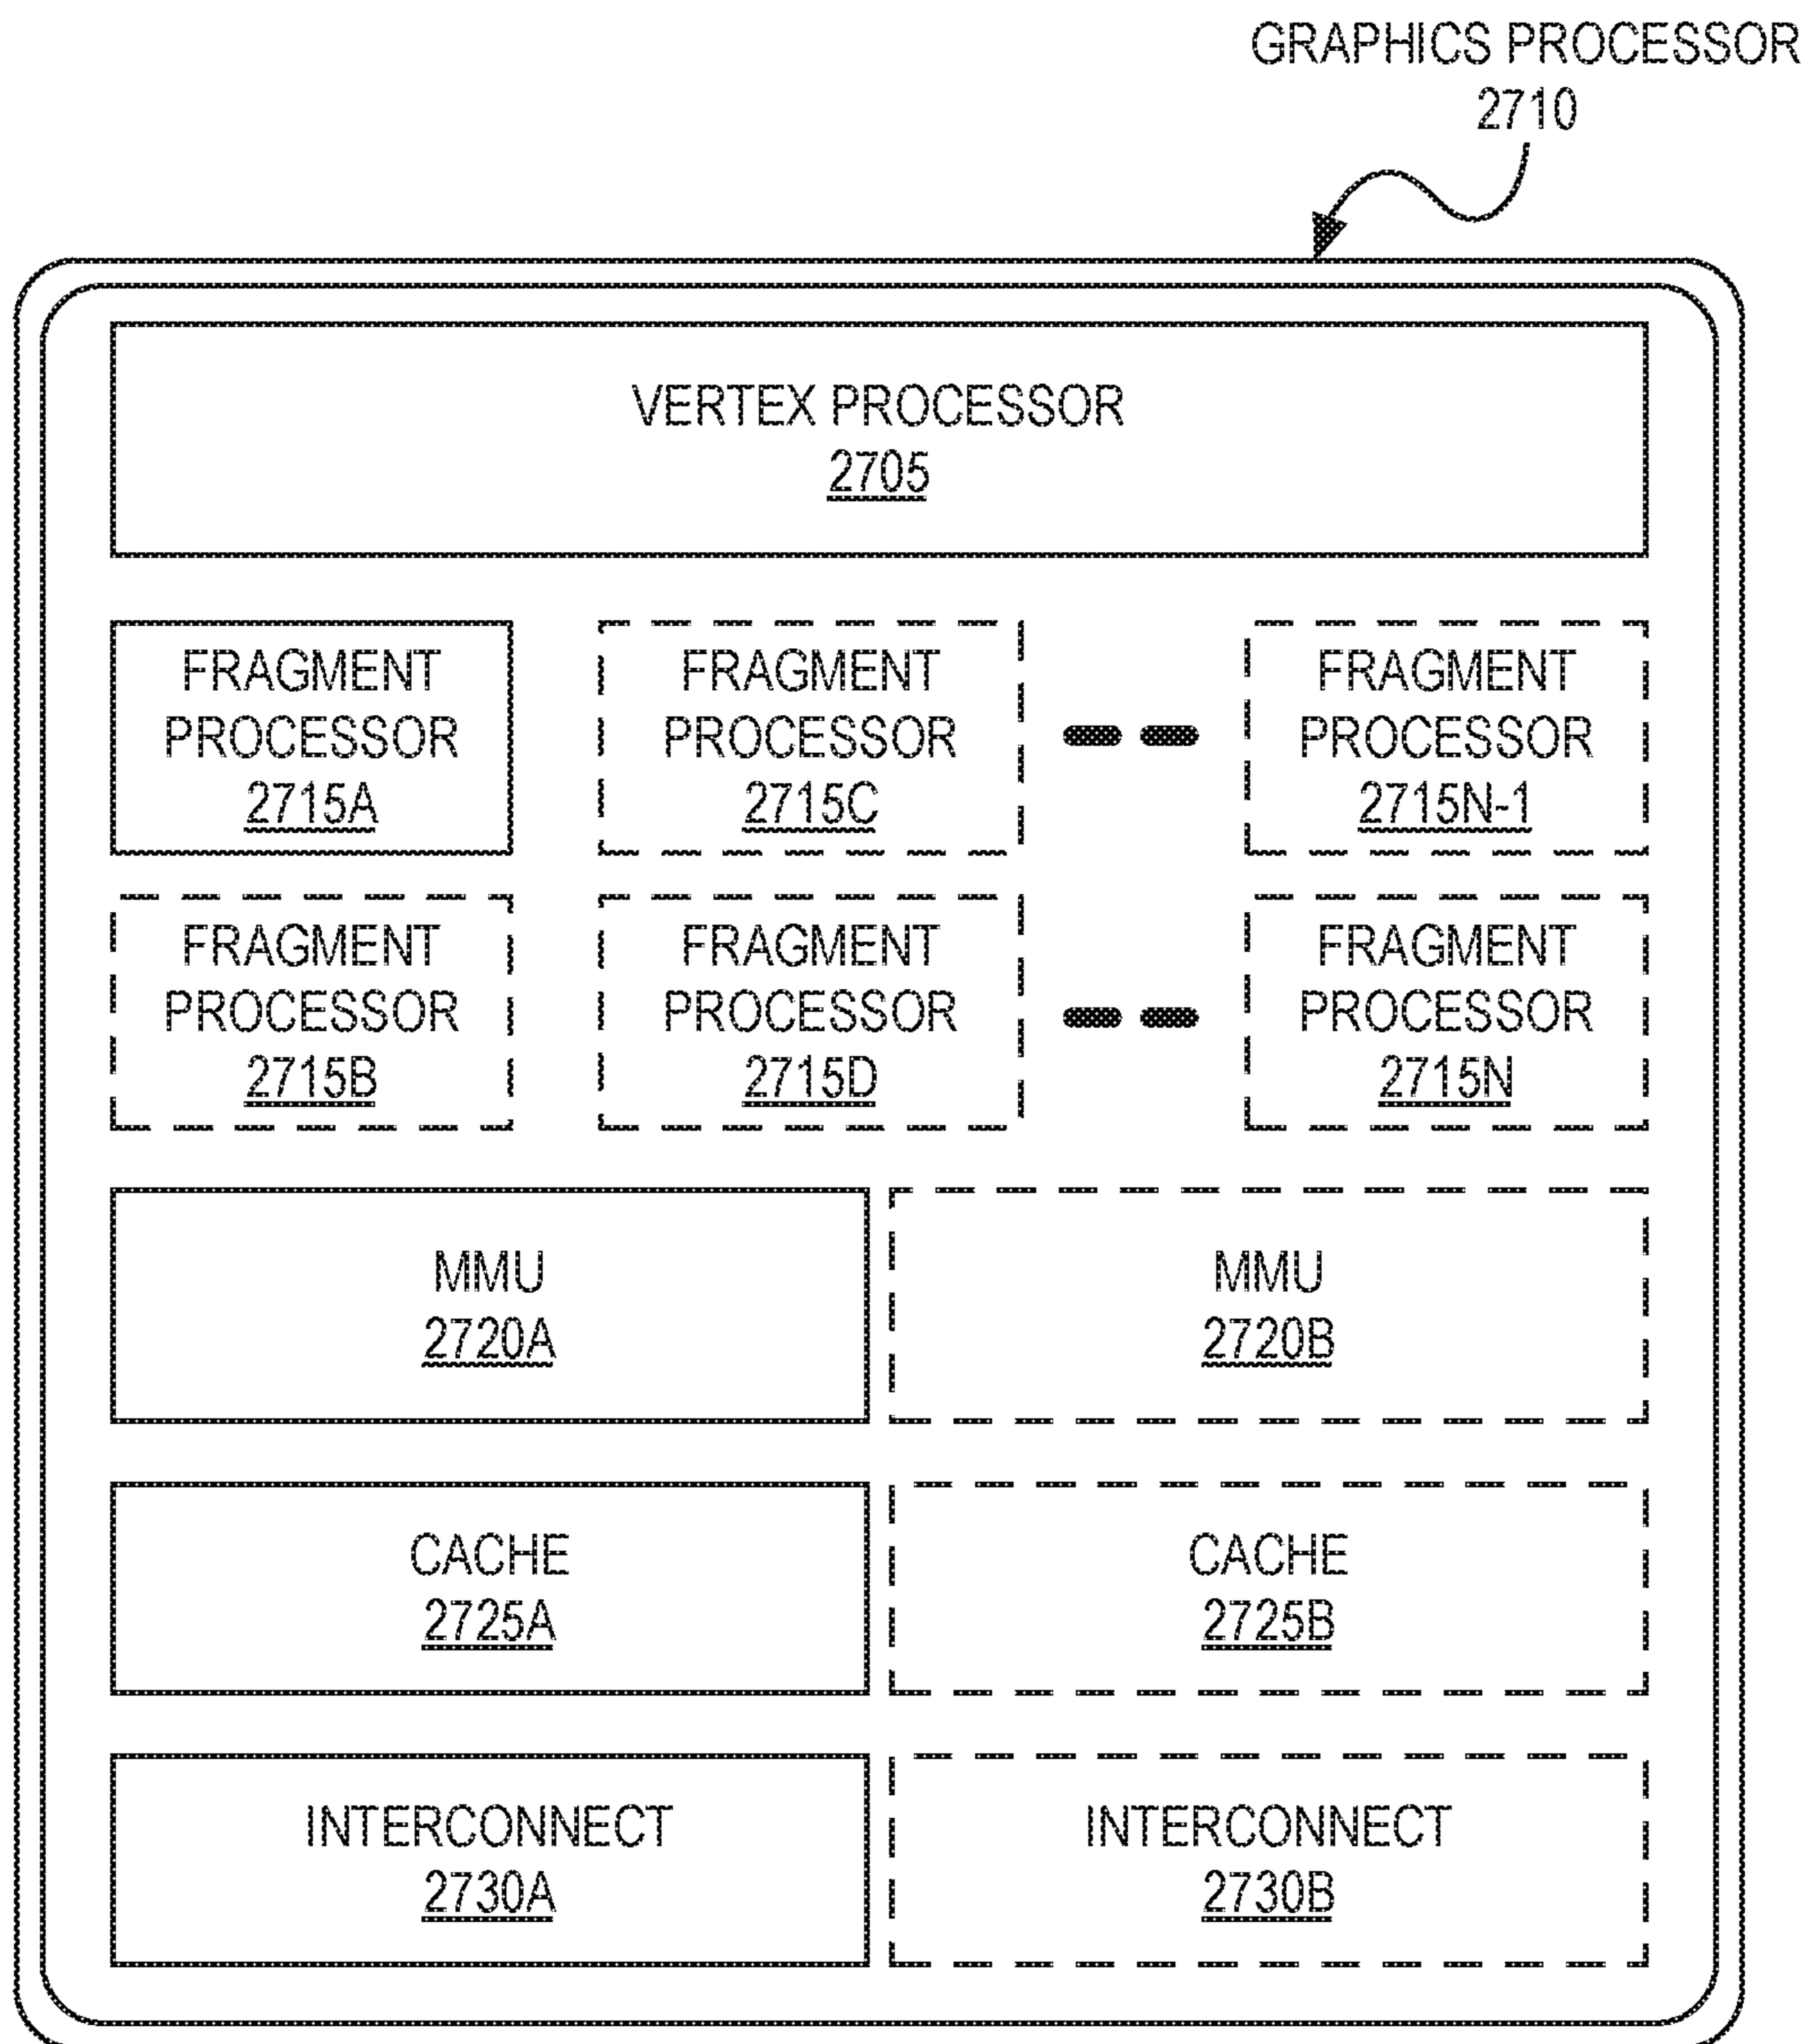 GRAPHICS PROCESSOR
2710
VERTEX PROCESSOR
2705
FRAGMENT
PROCESSOR
2715A
FRAGMENT
PROCESSOR
2715C
FRAGMENT
PROCESSOR
2715N-1
FRAGMENT
PROCESSOR
2715B
FRAGMENT
PROCESSOR
2715D
FRAGMENT
PROCESSOR
2715N
MMU
2720A
MMU
2720B
CACHE
2725A
CACHE
2725B
INTERCONNECT
2730A
INTERCONNECT
2730B